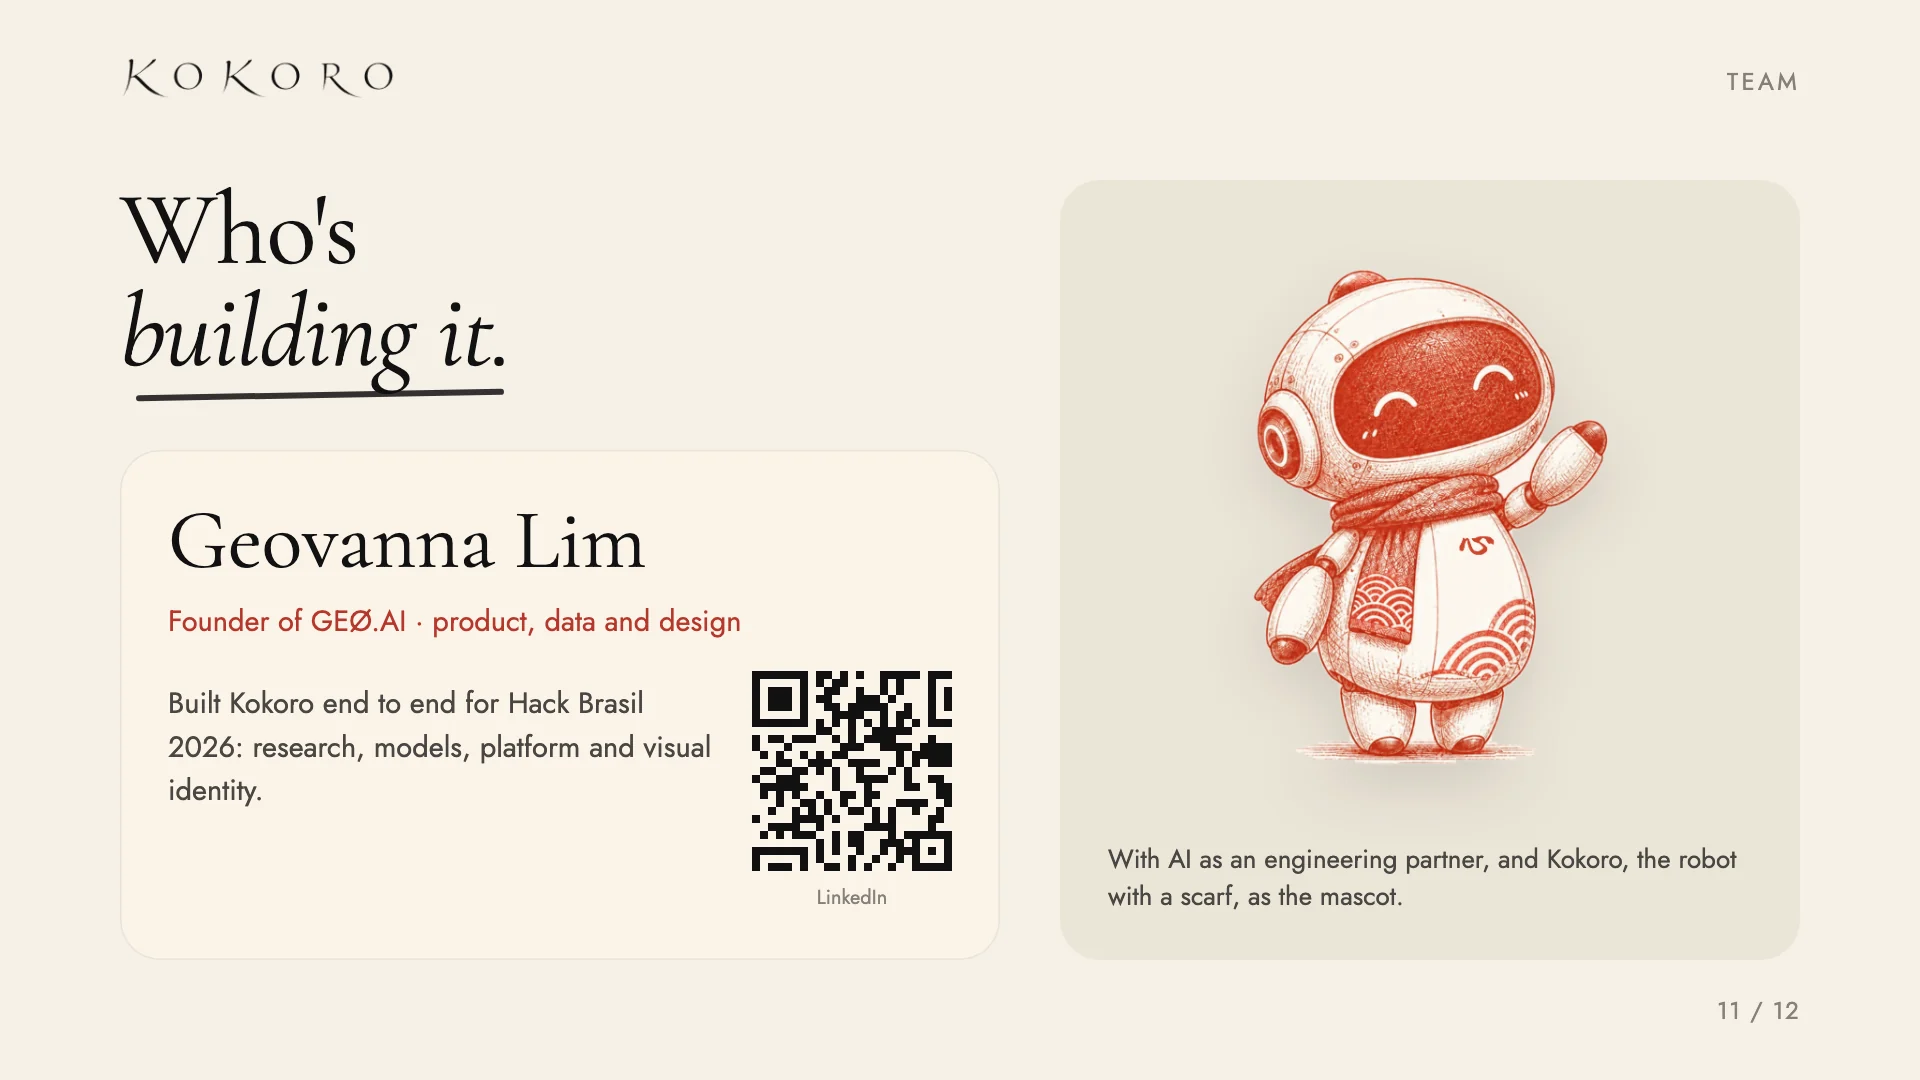 KOKORO
TEAM
Who's
building it.
Geovanna Lim
Founder of GEØ.AI · product, data and design
Built Kokoro end to end for Hack Brasil
2026: research, models, platform and visual
identity.
LinkedIn
With AI as an engineering partner, and Kokoro, the robot
with a scarf, as the mascot.
11 / 12